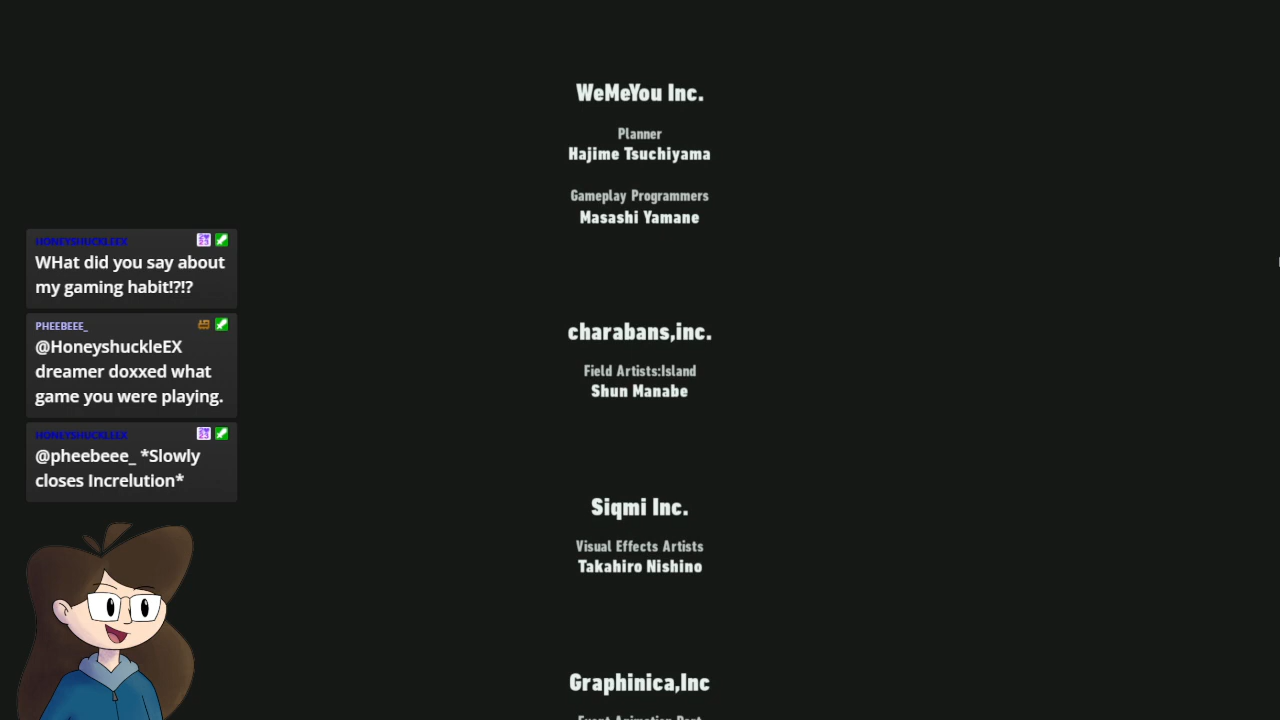 WeMeYou Inc.
Planner
Hajime Tsuchiyama
Gameplay Programmers
Masashi Yamane
charabans,inc.
Field Artists:Island
Shun Manabe
Siqmi Inc.
Visual Effects Artists
Takahiro Nishino
Graphinica,Inc
HONEYSHUCKLEEX
WHat did you say about
my gaming habit!?!?
PHEEBEEE_
@HoneyshuckleEX
dreamer doxxed what
game you were playing.
HONEYSHUCKLEEX
@pheebeee_ *Slowly
closes Increlution*